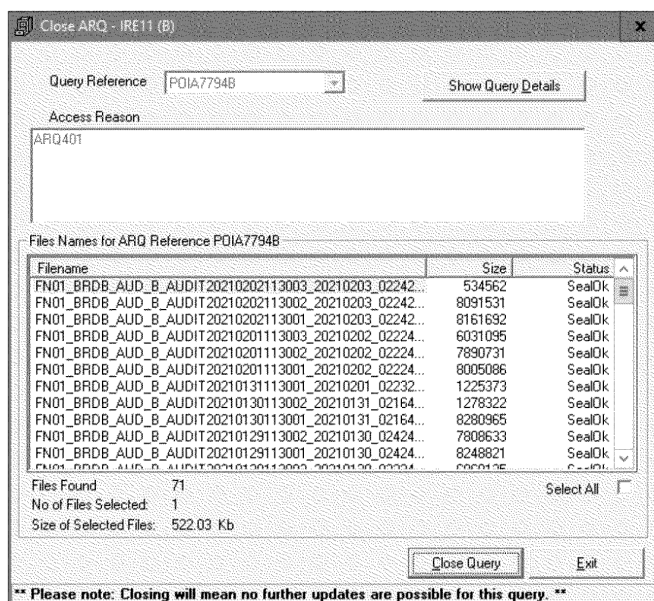 Close ARQ - IRE11 (B)
x
Query Reference POIA7794B Show Query Details
Access Reason
ARQ401
Files Names for ARQ Reference POIA7794B
Filename Size Status
FN01_BRDB_AUD_B_AUDIT20210202113003_20210203_02242... 534562 SealOk
FN01_BRDB_AUD_B_AUDIT20210202113002_20210203_02242... 8091531 SealOk
FN01_BRDB_AUD_B_AUDIT20210202113001_20210203_02242... 8161692 SealOk
FN01_BRDB_AUD_B_AUDIT20210201113003_20210202_02224... 6031095 SealOk
FN01_BRDB_AUD_B_AUDIT20210201113002_20210202_02224... 7890731 SealOk
FN01_BRDB_AUD_B_AUDIT20210201113001_20210202_02224... 8005086 SealOk
FN01_BRDB_AUD_B_AUDIT20210131113001_20210201_02232... 1225373 SealOk
FN01_BRDB_AUD_B_AUDIT20210130113002_20210131_02164... 1278322 SealOk
FN01_BRDB_AUD_B_AUDIT20210130113001_20210131_02164... 8280965 SealOk
FN01_BRDB_AUD_B_AUDIT20210129113002_20210130_02424... 7808633 SealOk
FN01_BRDB_AUD_B_AUDIT20210129113001_20210130_02424... 8248821 SealOk
Files Found 71 Select All
No of Files Selected: 1
Size of Selected Files: 522.03 Kb
Close Query Exit
** Please note: Closing will mean no further updates are possible for this query. **